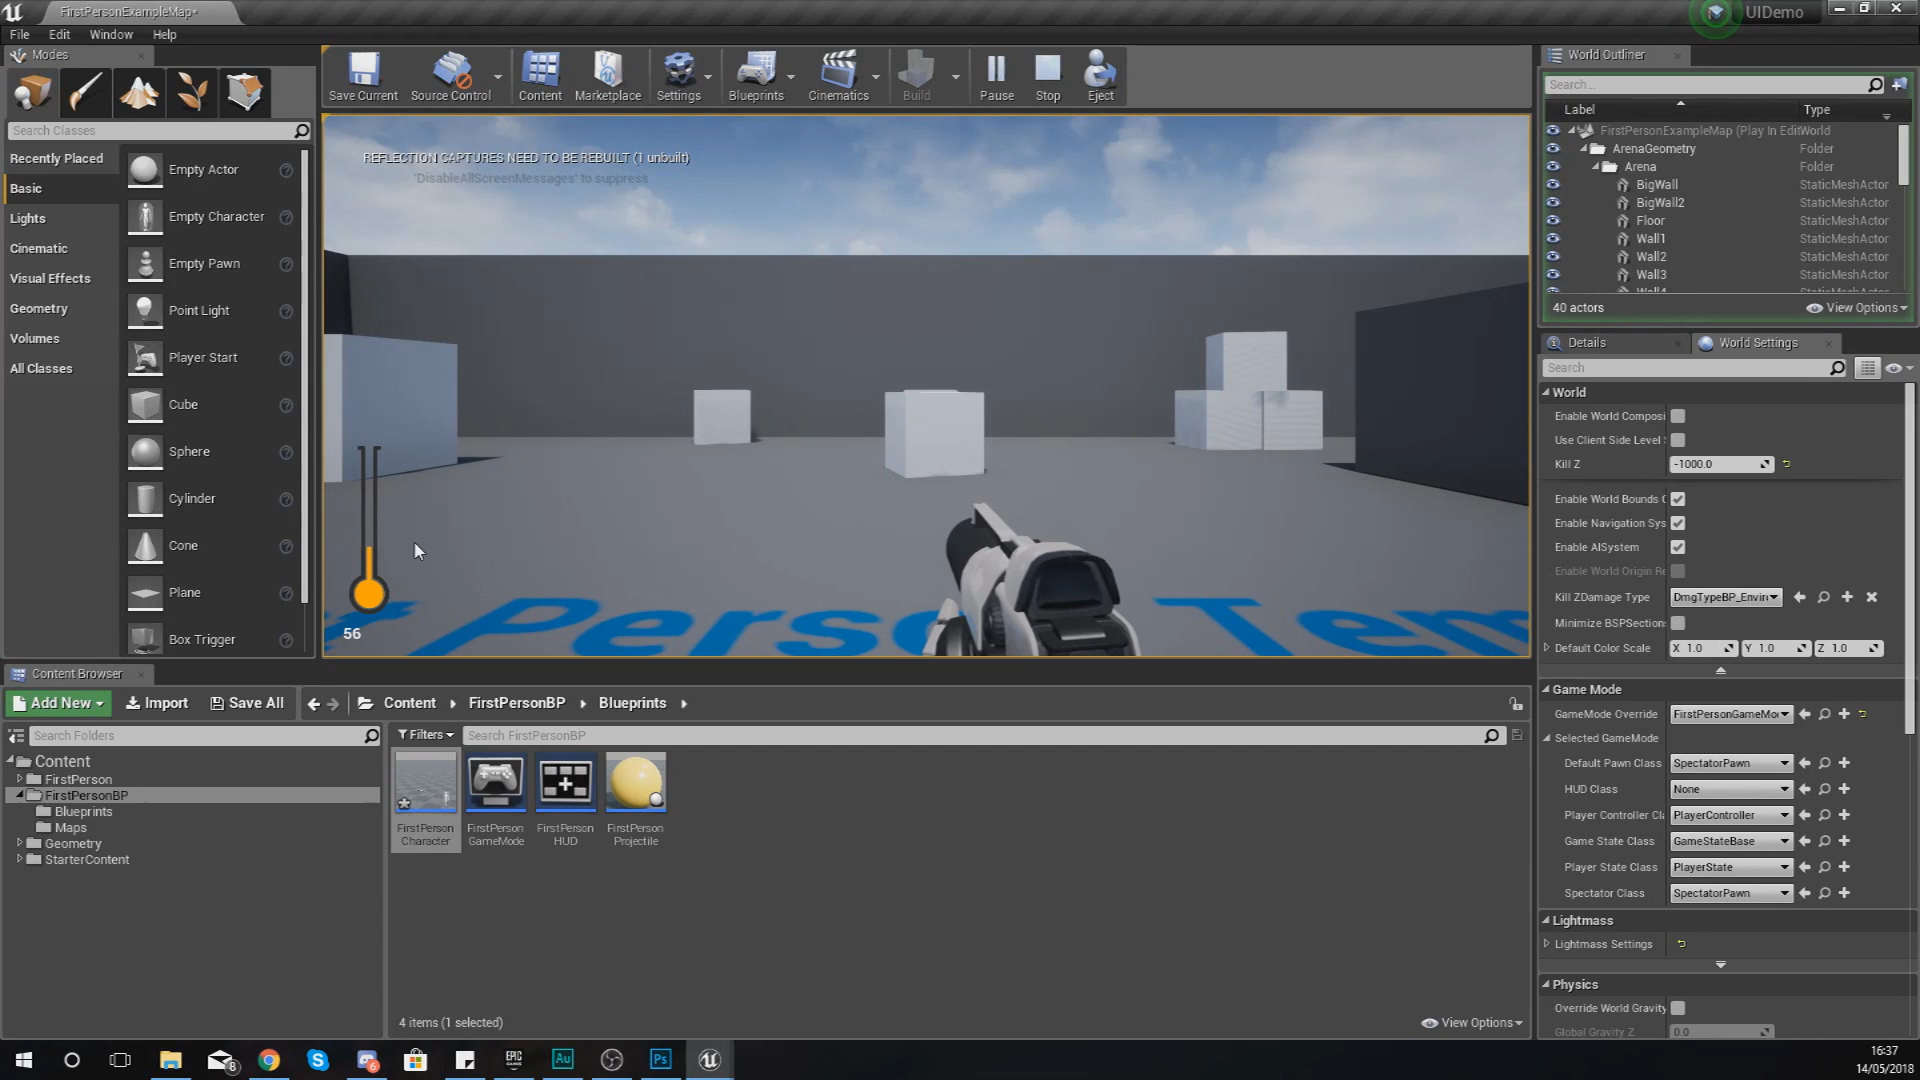 FirstPersonExampleMap*
UIDemo
File Edit Window Help
Modes
Search Classes
Recently Placed
Basic
Lights
Cinematic
Visual Effects
Geometry
Volumes
All Classes
Empty Actor
Empty Character
Empty Pawn
Point Light
Player Start
Cube
Sphere
Cylinder
Cone
Plane
Box Trigger
Save Current Source Control Content Marketplace Settings Blueprints Cinematics Build Pause Stop Eject
REFLECTION CAPTURES NEED TO BE REBUILT (1 unbuilt)
'DisableAllScreenMessages' to suppress
56
World Outliner
Search...
Label Type
FirstPersonExampleMap (Play In Edit World
ArenaGeometry Folder
Arena Folder
BigWall StaticMeshActor
BigWall2 StaticMeshActor
Floor StaticMeshActor
Wall1 StaticMeshActor
Wall2 StaticMeshActor
Wall3 StaticMeshActor
40 actors View Options
Details World Settings
Search
World
Enable World Composi
Use Client Side Level
Kill Z -1000.0
Enable World Bounds C
Enable Navigation Sys
Enable AISystem
Enable World Origin Re
Kill ZDamage Type DmgTypeBP_Envir
Minimize BSPSection
Default Color Scale X 1.0 Y 1.0 Z 1.0
Game Mode
GameMode Override FirstPersonGameMo
Selected GameMode
Default Pawn Class SpectatorPawn
HUD Class None
Player Controller Cl PlayerController
Game State Class GameStateBase
Player State Class PlayerState
Spectator Class SpectatorPawn
Lightmass
Lightmass Settings
Physics
Override World Gravity
Global Gravity Z 0.0
Content Browser
Add New Import Save All Content FirstPersonBP Blueprints
Search Folders
Filters Search FirstPersonBP
Content
FirstPerson
FirstPersonBP
Blueprints
Maps
Geometry
StarterContent
FirstPerson Character
FirstPerson GameMode
FirstPerson HUD
FirstPerson Projectile
4 items (1 selected) View Options
8
6
EPIC GAMES
Au
Ps
16:37
14/05/2018